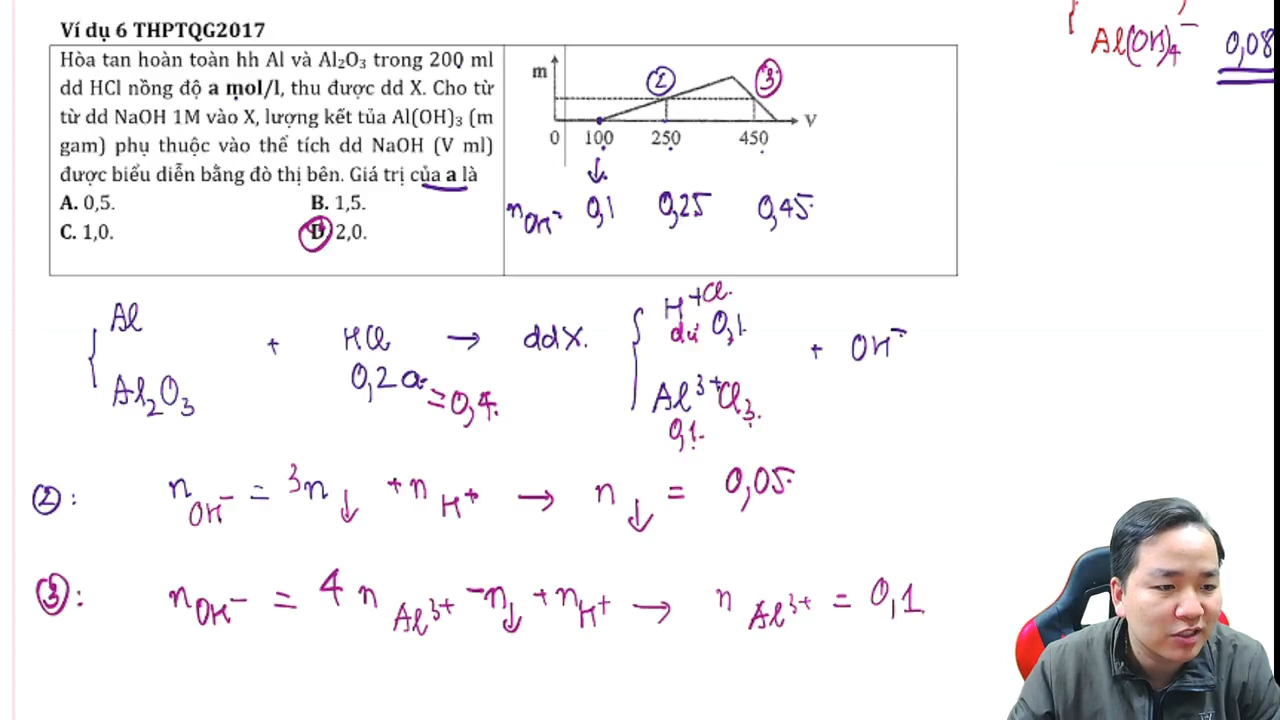 Al(OH)₄⁻ 0,08
Ví dụ 6 THPTQG2017
Hòa tan hoàn toàn hh Al và Al₂O₃ trong 200 ml
dd HCl nồng độ a mol/l, thu được dd X. Cho từ
từ dd NaOH 1M vào X, lượng kết tủa Al(OH)₃ (m
gam) phụ thuộc vào thể tích dd NaOH (V ml)
được biểu diễn bằng đò thị bên. Giá trị của a là
A. 0,5. B. 1,5.
C. 1,0. D. 2,0.
m
② ③
0 100 250 450 V
nOH⁻ 0,1 0,25 0,45
Al H⁺Cl
dư 0,1
+ HCl → ddX. + OH⁻
Al₂O₃ 0,2a = 0,4. Al³⁺Cl₃
0,1.
②: nOH⁻ = 3n↓ + nH⁺ → n↓ = 0,05
③: nOH⁻ = 4nAl³⁺ - n↓ + nH⁺ → nAl³⁺ = 0,1